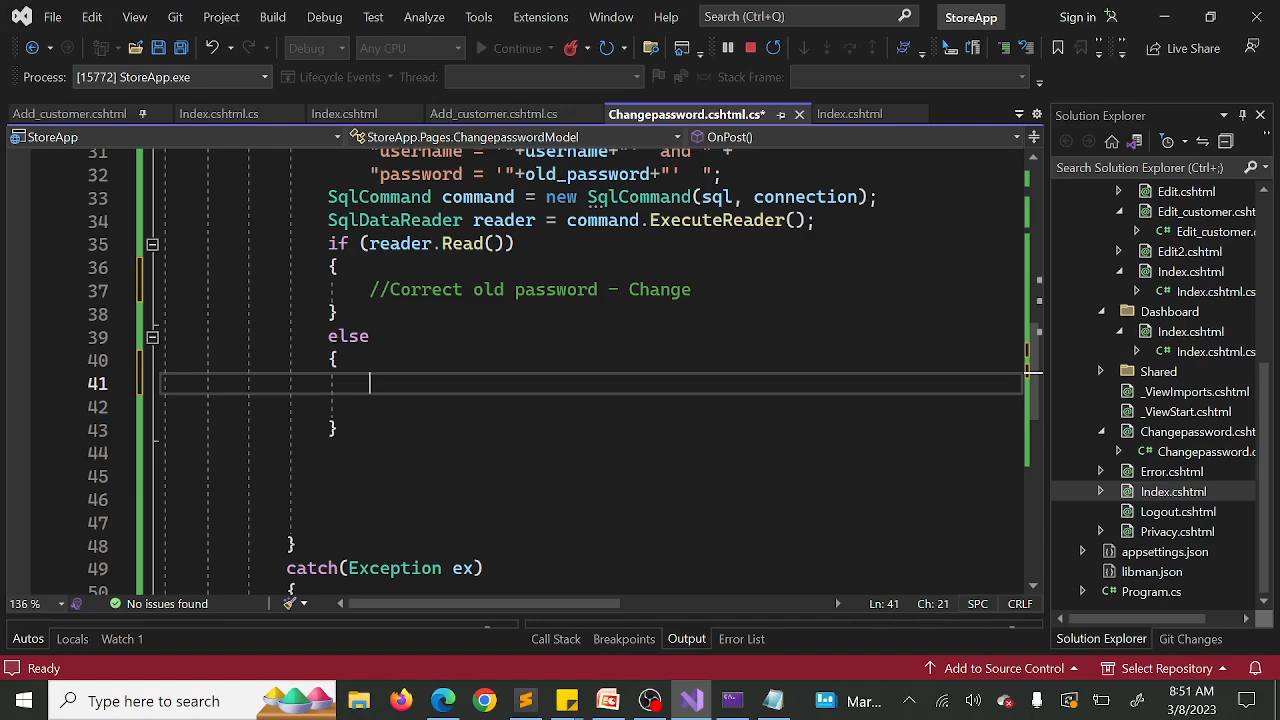 File Edit View Git Project Build Debug Test Analyze Tools Extensions Window Help Search (Ctrl+Q) StoreApp Sign in
Debug Any CPU Continue Live Share
Process: [15772] StoreApp.exe Lifecycle Events Thread: Stack Frame:
Add_customer.cshtml Index.cshtml.cs Index.cshtml Add_customer.cshtml.cs Changepassword.cshtml.cs* Index.cshtml
StoreApp StoreApp.Pages.ChangepasswordModel OnPost()
31 "username = '"+username+"' and " +
32 "password = '"+old_password+"' ";
33 SqlCommand command = new SqlCommand(sql, connection);
34 SqlDataReader reader = command.ExecuteReader();
35 if (reader.Read())
36 {
37 //Correct old password - Change
38 }
39 else
40 {
41
42
43 }
44
45
46
47
48 }
49 catch(Exception ex)
50 {
136 % No issues found Ln: 41 Ch: 21 SPC CRLF
Autos Locals Watch 1 Call Stack Breakpoints Output Error List
Solution Explorer
Search Solution Explorer (Ctrl+;)
Edit.cshtml
Edit_customer.csht
Edit_customer.
Edit2.cshtml
Index.cshtml
Index.cshtml.cs
Dashboard
Index.cshtml
Index.cshtml.cs
Shared
_ViewImports.cshtml
_ViewStart.cshtml
Changepassword.csht
Changepassword.c
Error.cshtml
Index.cshtml
Logout.cshtml
Privacy.cshtml
appsettings.json
libman.json
Program.cs
Solution Explorer Git Changes
Ready Add to Source Control Select Repository
Type here to search Mar... 8:51 AM
3/8/2023